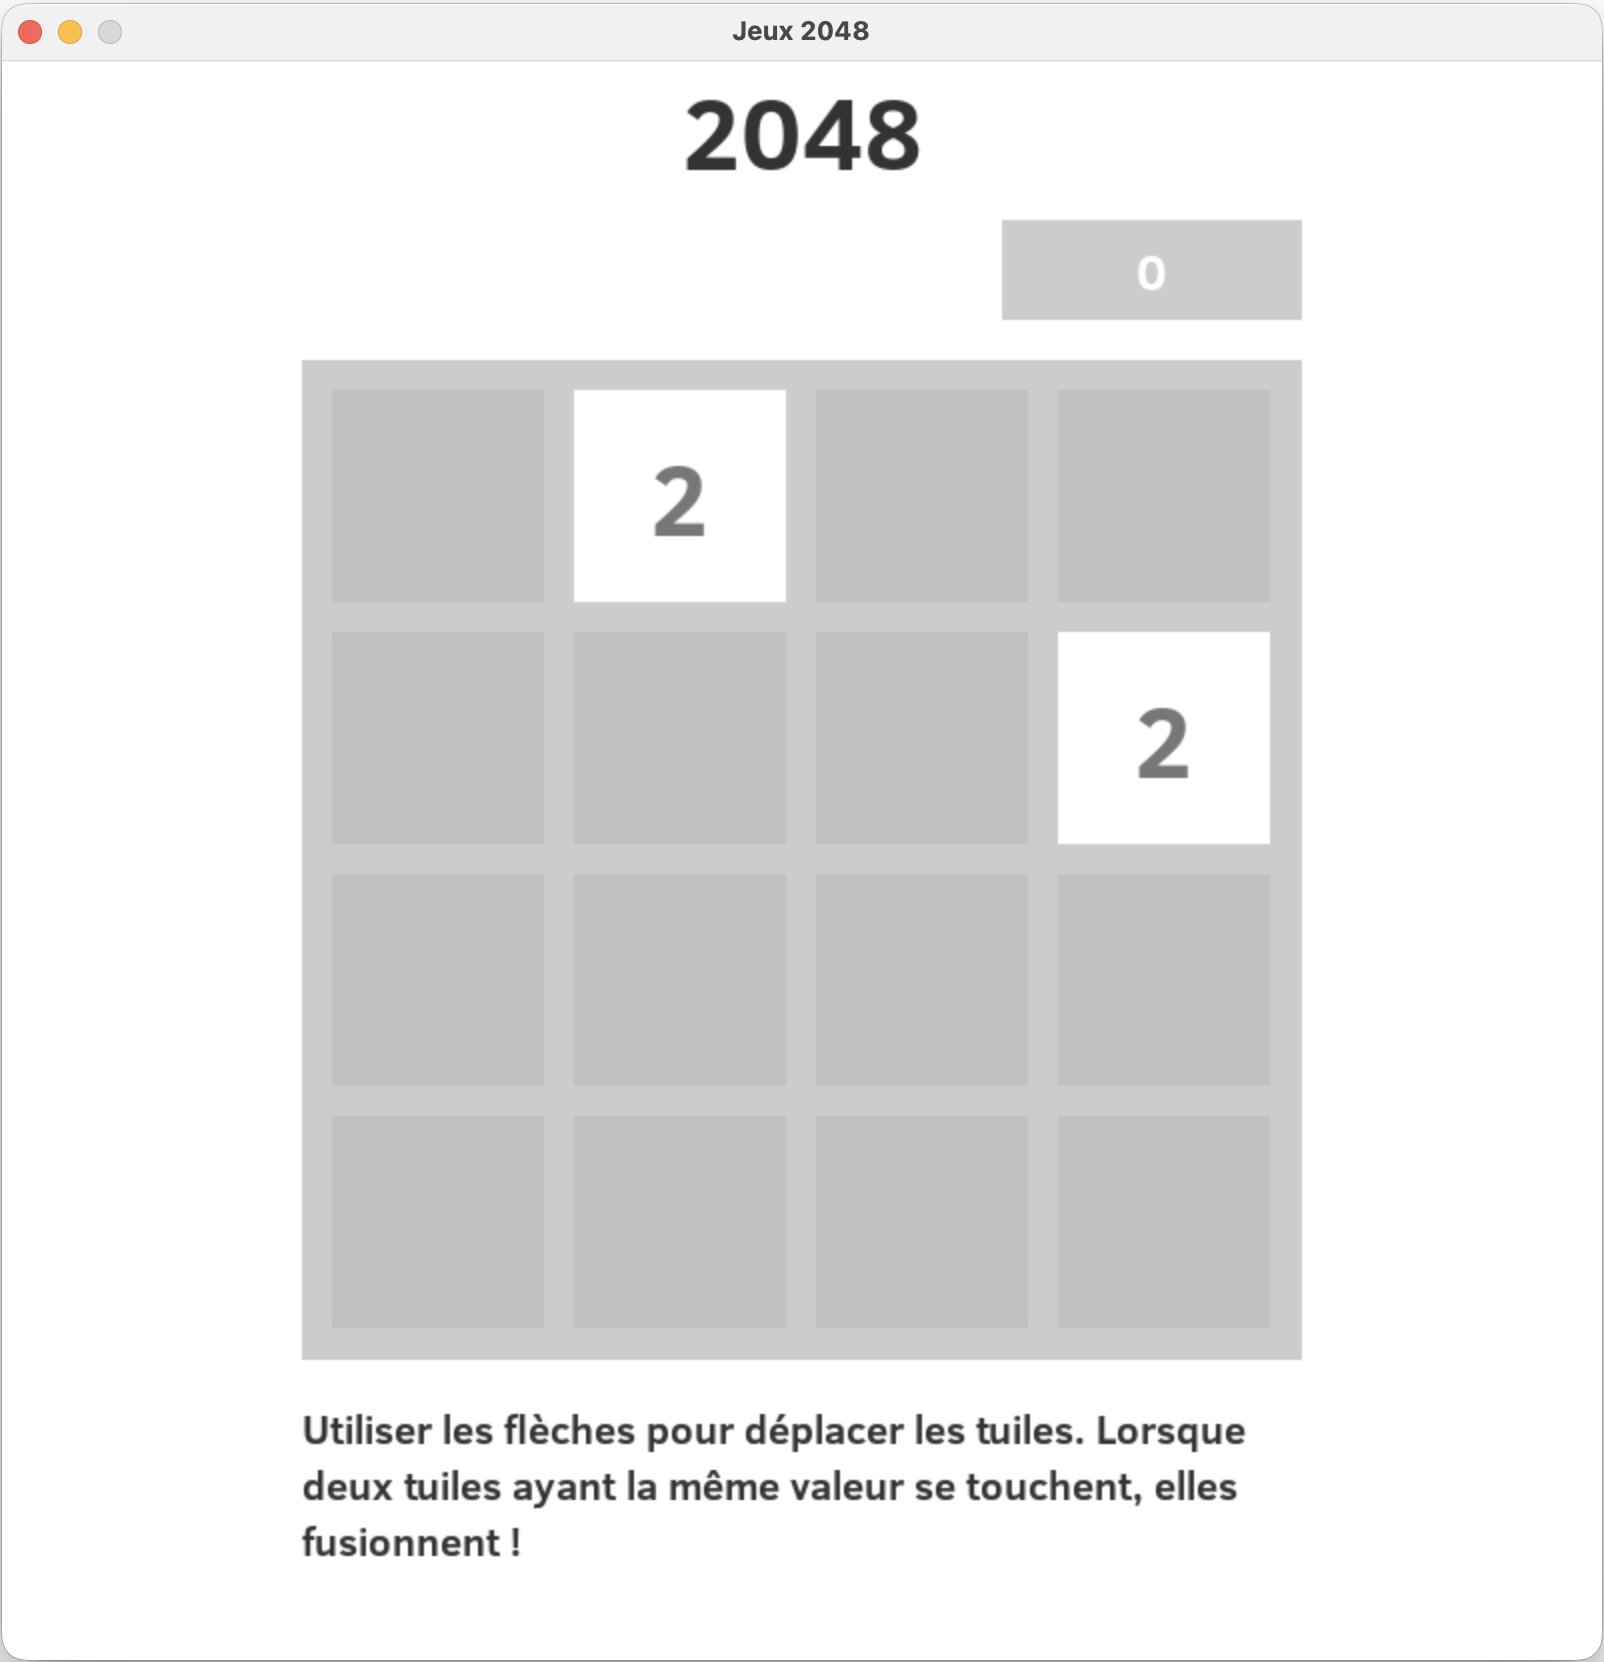 Jeux 2048
2048
0
2
2
Utiliser les flèches pour déplacer les tuiles. Lorsque
deux tuiles ayant la même valeur se touchent, elles
fusionnent !